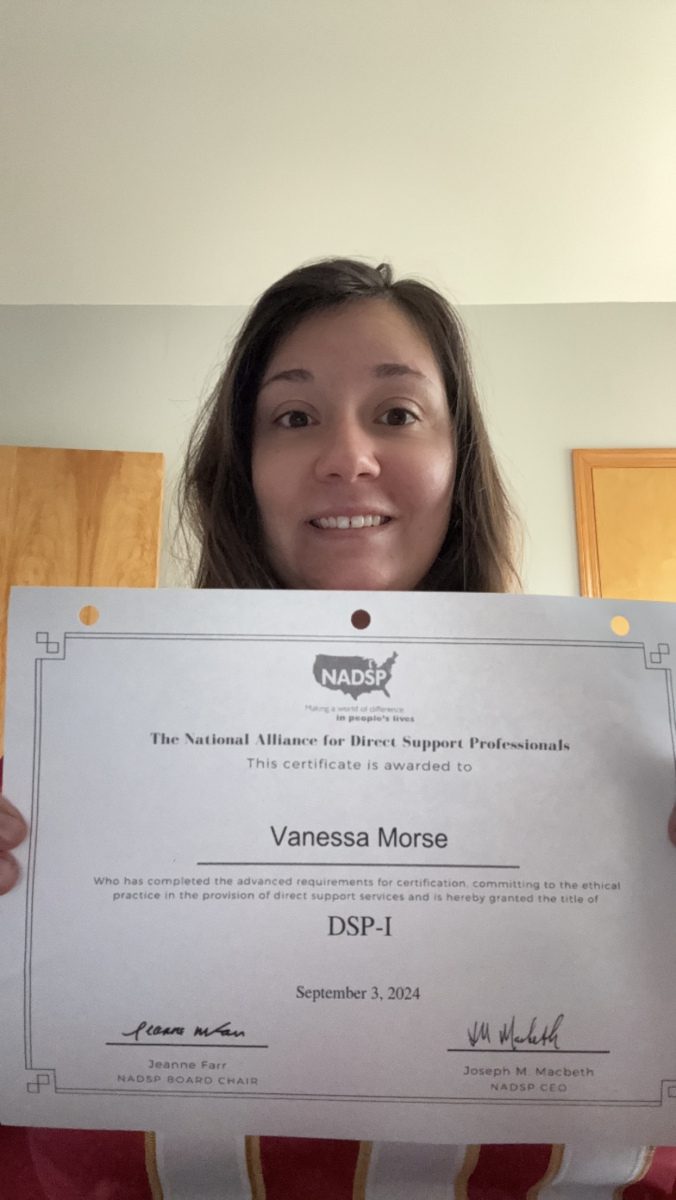 NADSP
Making a world of difference
in people's lives
The National Alliance for Direct Support Professionals
This certificate is awarded to
Vanessa Morse
Who has completed the advanced requirements for certification, committing to the ethical
practice in the provision of direct support services and is hereby granted the title of
DSP-I
September 3, 2024
Jeanne Farr
NADSP BOARD CHAIR
Joseph M. Macbeth
NADSP CEO